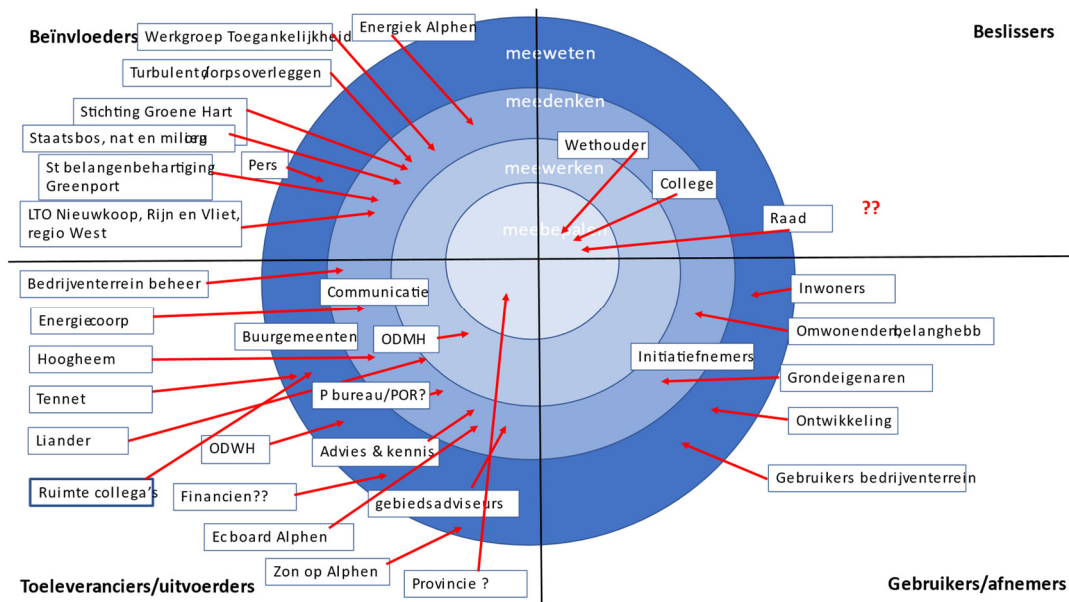 Beïnvloeders
Werkgroep Toegankelijkheid
Energiek Alphen
Beslissers
meeweten
Turbulent/dorpsoverleggen
meedenken
Stichting Groene Hart
Staatsbos, nat en milieu
Wethouder
St belangenbehartiging
Greenport
Pers
meewerken
College
LTO Nieuwkoop, Rijn en Vliet,
regio West
Raad
??
meebepalen
Bedrijventerrein beheer
Communicatie
Inwoners
Energiecoorp
Buurgemeenten
ODMH
Omwonenden, belanghebb
Hoogheem
Initiatiefnemers
Grondeigenaren
Tennet
P bureau/POR?
Ontwikkeling
Liander
ODWH
Advies & kennis
Gebruikers bedrijventerrein
Ruimte collega's
Financien??
gebiedsadviseurs
Ecboard Alphen
Zon op Alphen
Provincie ?
Toeleveranciers/uitvoerders
Gebruikers/afnemers